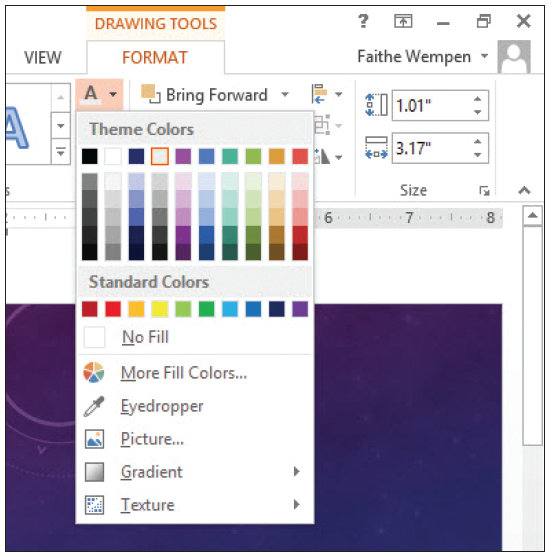 DRAWING TOOLS
?
VIEW
FORMAT
Faithe Wempen
A
A
Bring Forward
1.01"
3.17"
Size
Theme Colors
6 7 8
Standard Colors
No Fill
More Fill Colors...
Eyedropper
Picture...
Gradient
Texture